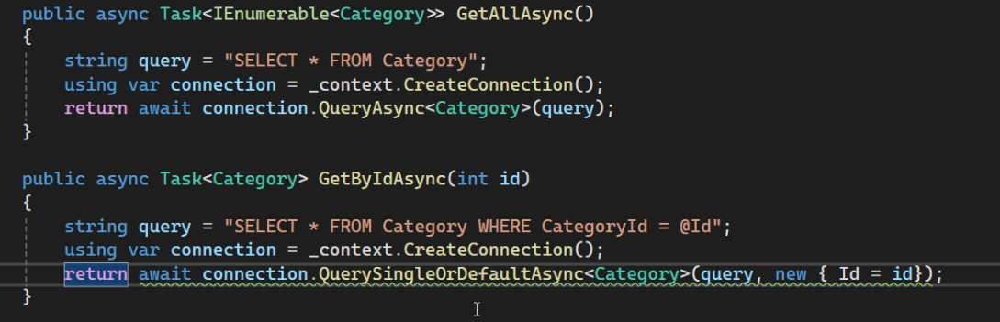 public async Task<IEnumerable<Category>> GetAllAsync()
{
string query = "SELECT * FROM Category";
using var connection = _context.CreateConnection();
return await connection.QueryAsync<Category>(query);
}
public async Task<Category> GetByIdAsync(int id)
{
string query = "SELECT * FROM Category WHERE CategoryId = @Id";
using var connection = _context.CreateConnection();
return await connection.QuerySingleOrDefaultAsync<Category>(query, new { Id = id});
}